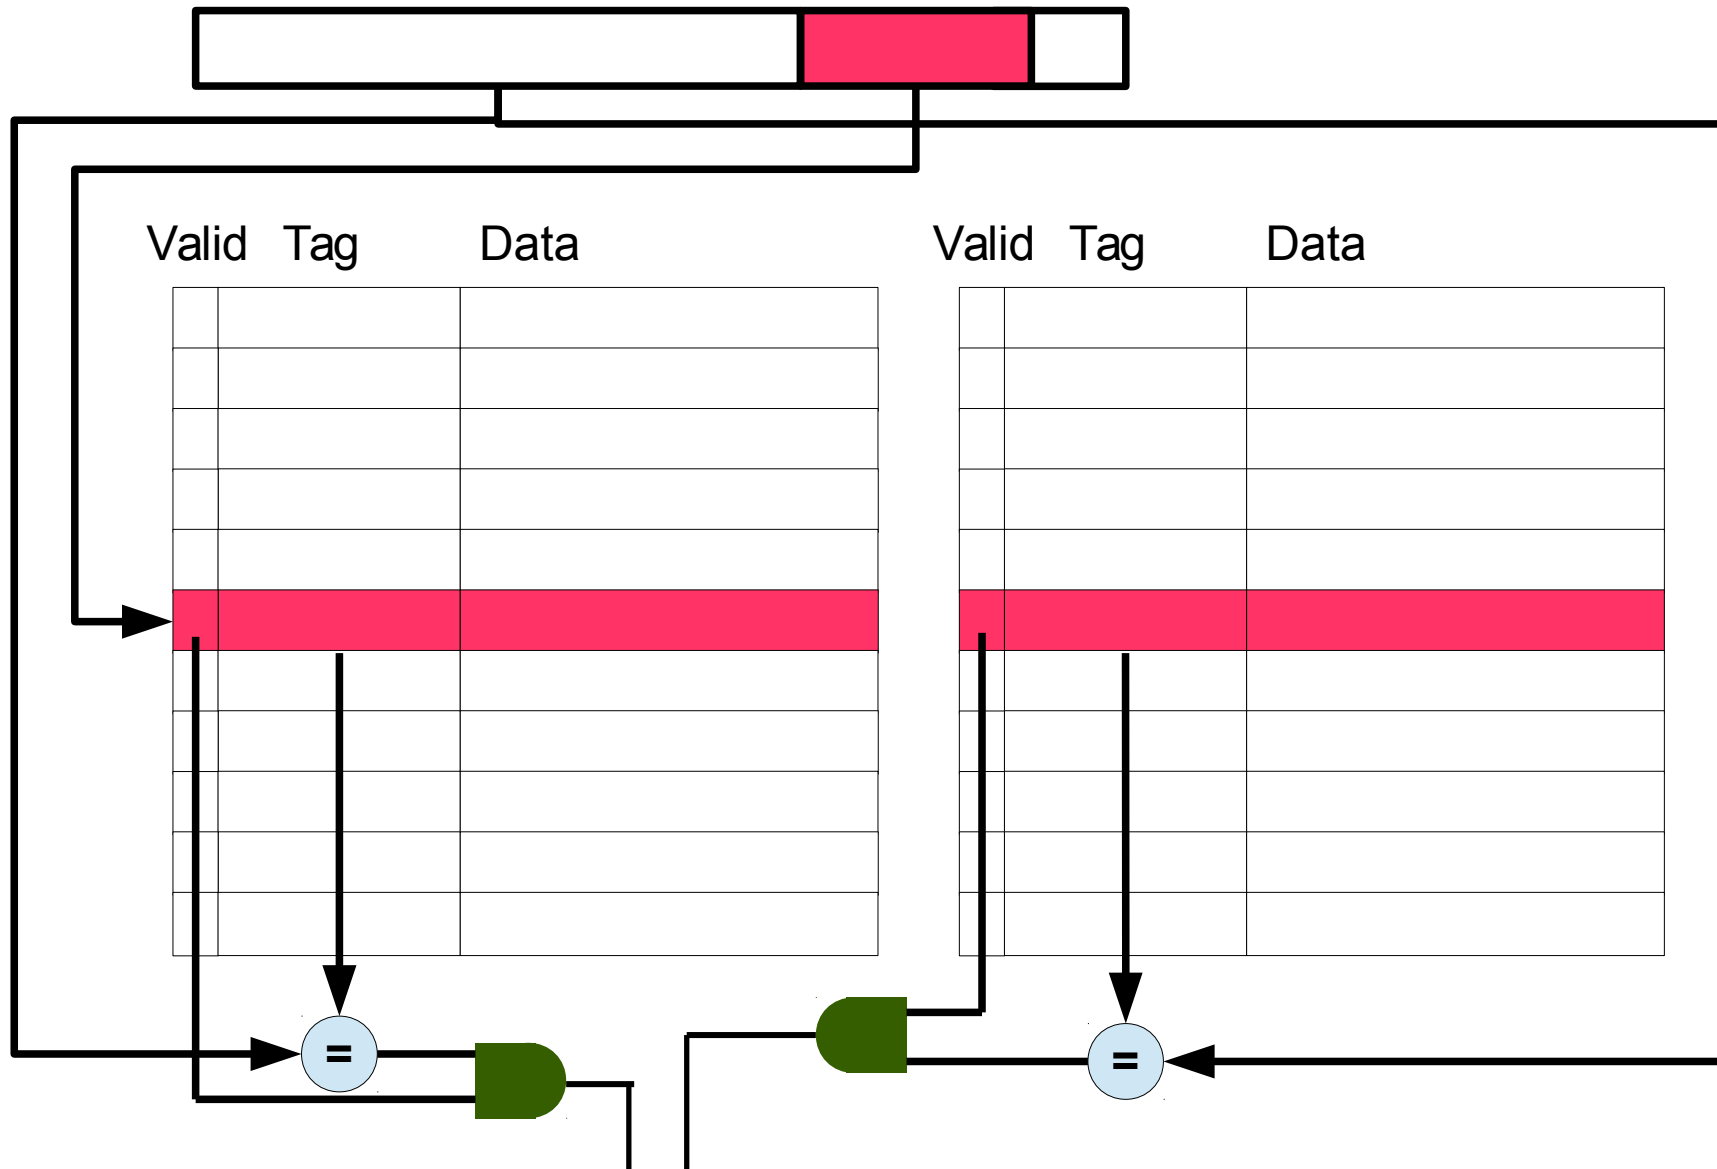 Valid Tag Data Valid Tag Data
= =